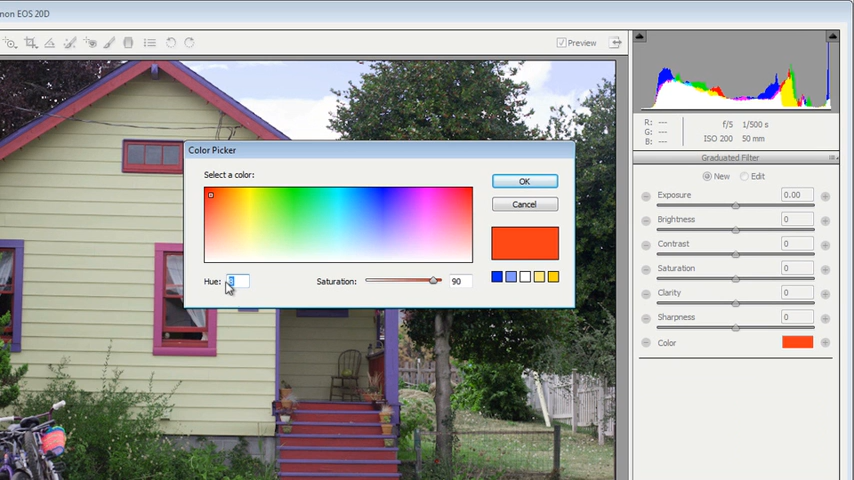 non EOS 20D
Preview
R: ---
G: ---
B: ---
f/5 1/500 s
ISO 200 50 mm
Graduated Filter
New Edit
Exposure 0.00
Brightness 0
Contrast 0
Saturation 0
Clarity 0
Sharpness 0
Color
Color Picker
Select a color:
OK
Cancel
Hue:
Saturation: 90